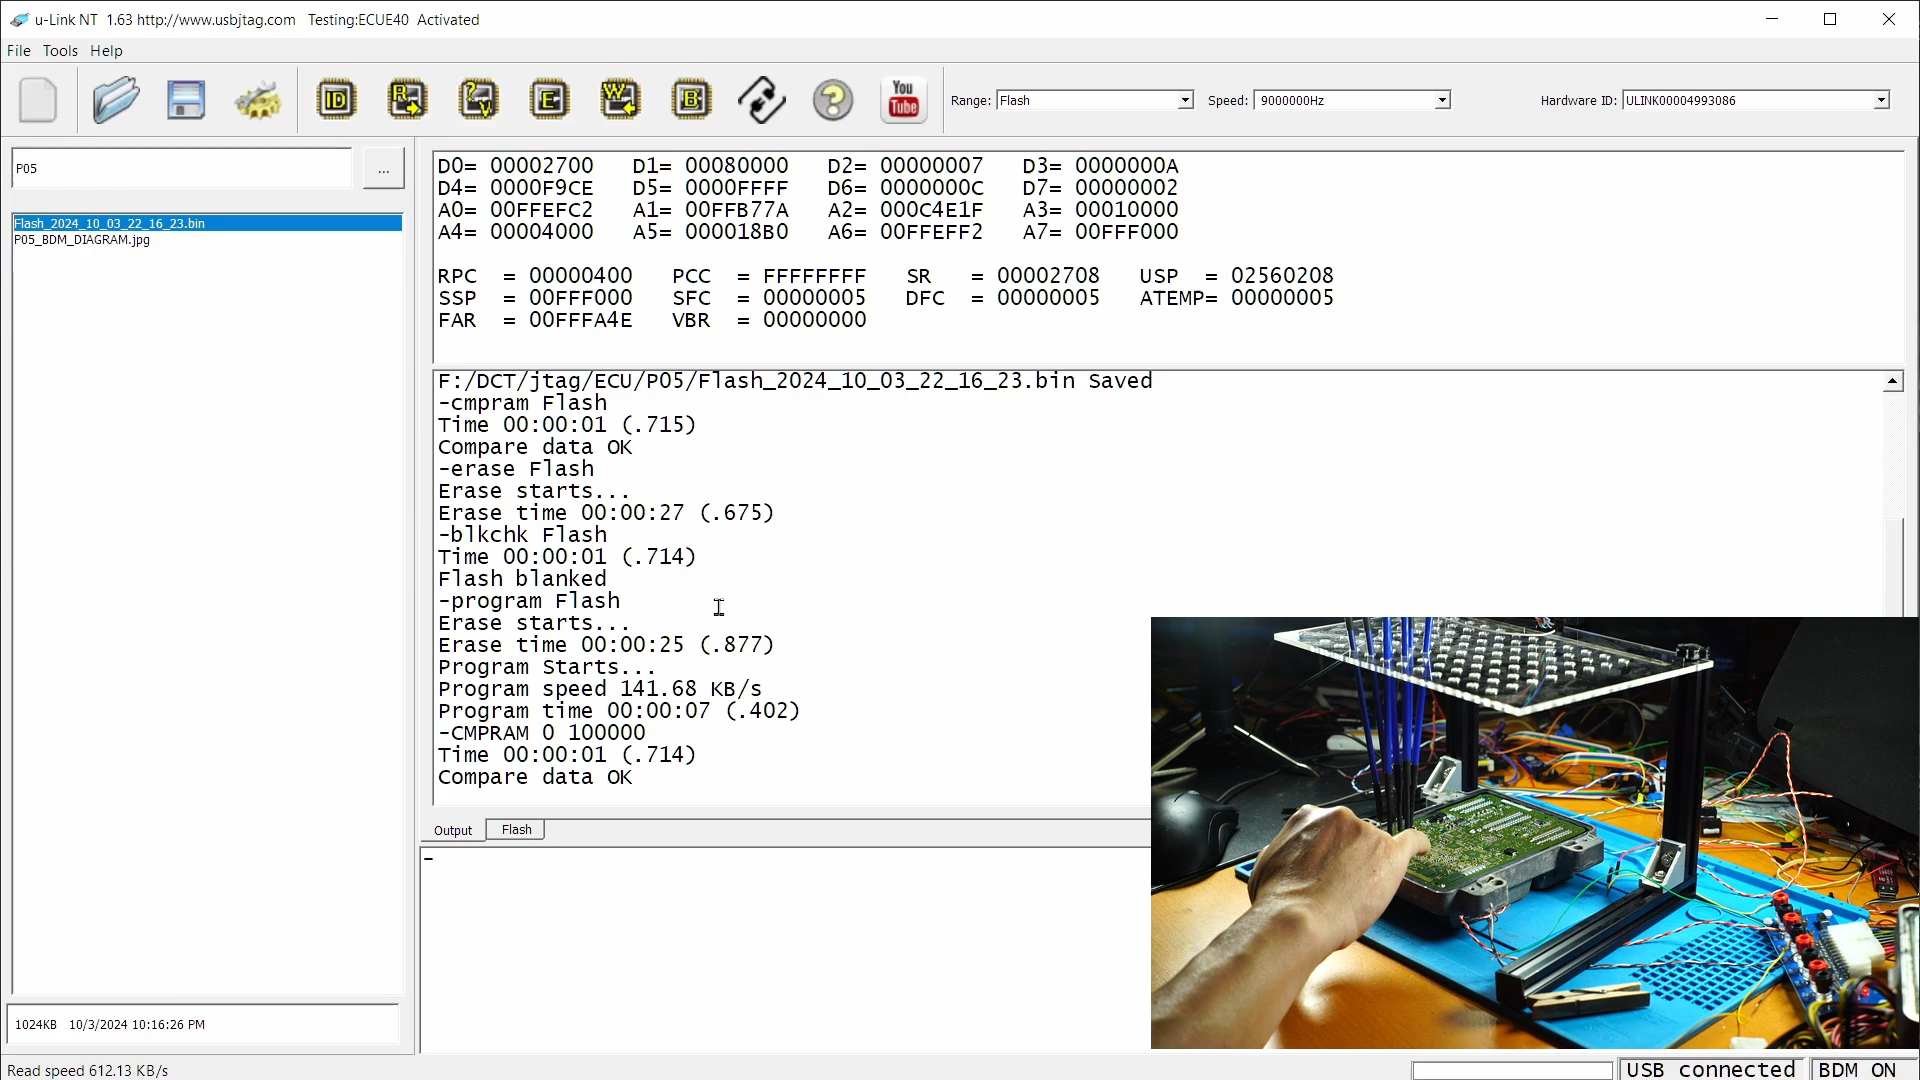 u-Link NT 1.63 http://www.usbjtag.com Testing:ECUE40 Activated
File Tools Help
ID R ? V E W B You Tube
Range: Flash Speed: 9000000Hz Hardware ID: ULINK00004993086
P05
...
Flash_2024_10_03_22_16_23.bin
P05_BDM_DIAGRAM.jpg
D0= 00002700 D1= 00080000 D2= 00000007 D3= 0000000A
D4= 0000F9CE D5= 0000FFFF D6= 0000000C D7= 00000002
A0= 00FFEFC2 A1= 00FFB77A A2= 000C4E1F A3= 00010000
A4= 00004000 A5= 000018B0 A6= 00FFEFF2 A7= 00FFF000
RPC = 00000400 PCC = FFFFFFFF SR = 00002708 USP = 02560208
SSP = 00FFF000 SFC = 00000005 DFC = 00000005 ATEMP= 00000005
FAR = 00FFFA4E VBR = 00000000
F:/DCT/jtag/ECU/P05/Flash_2024_10_03_22_16_23.bin Saved
-cmpram Flash
Time 00:00:01 (.715)
Compare data OK
-erase Flash
Erase starts...
Erase time 00:00:27 (.675)
-blkchk Flash
Time 00:00:01 (.714)
Flash blanked
-program Flash
Erase starts...
Erase time 00:00:25 (.877)
Program Starts...
Program speed 141.68 KB/s
Program time 00:00:07 (.402)
-CMPRAM 0 100000
Time 00:00:01 (.714)
Compare data OK
Output Flash
-
1024KB 10/3/2024 10:16:26 PM
Read speed 612.13 KB/s
USB connected BDM ON